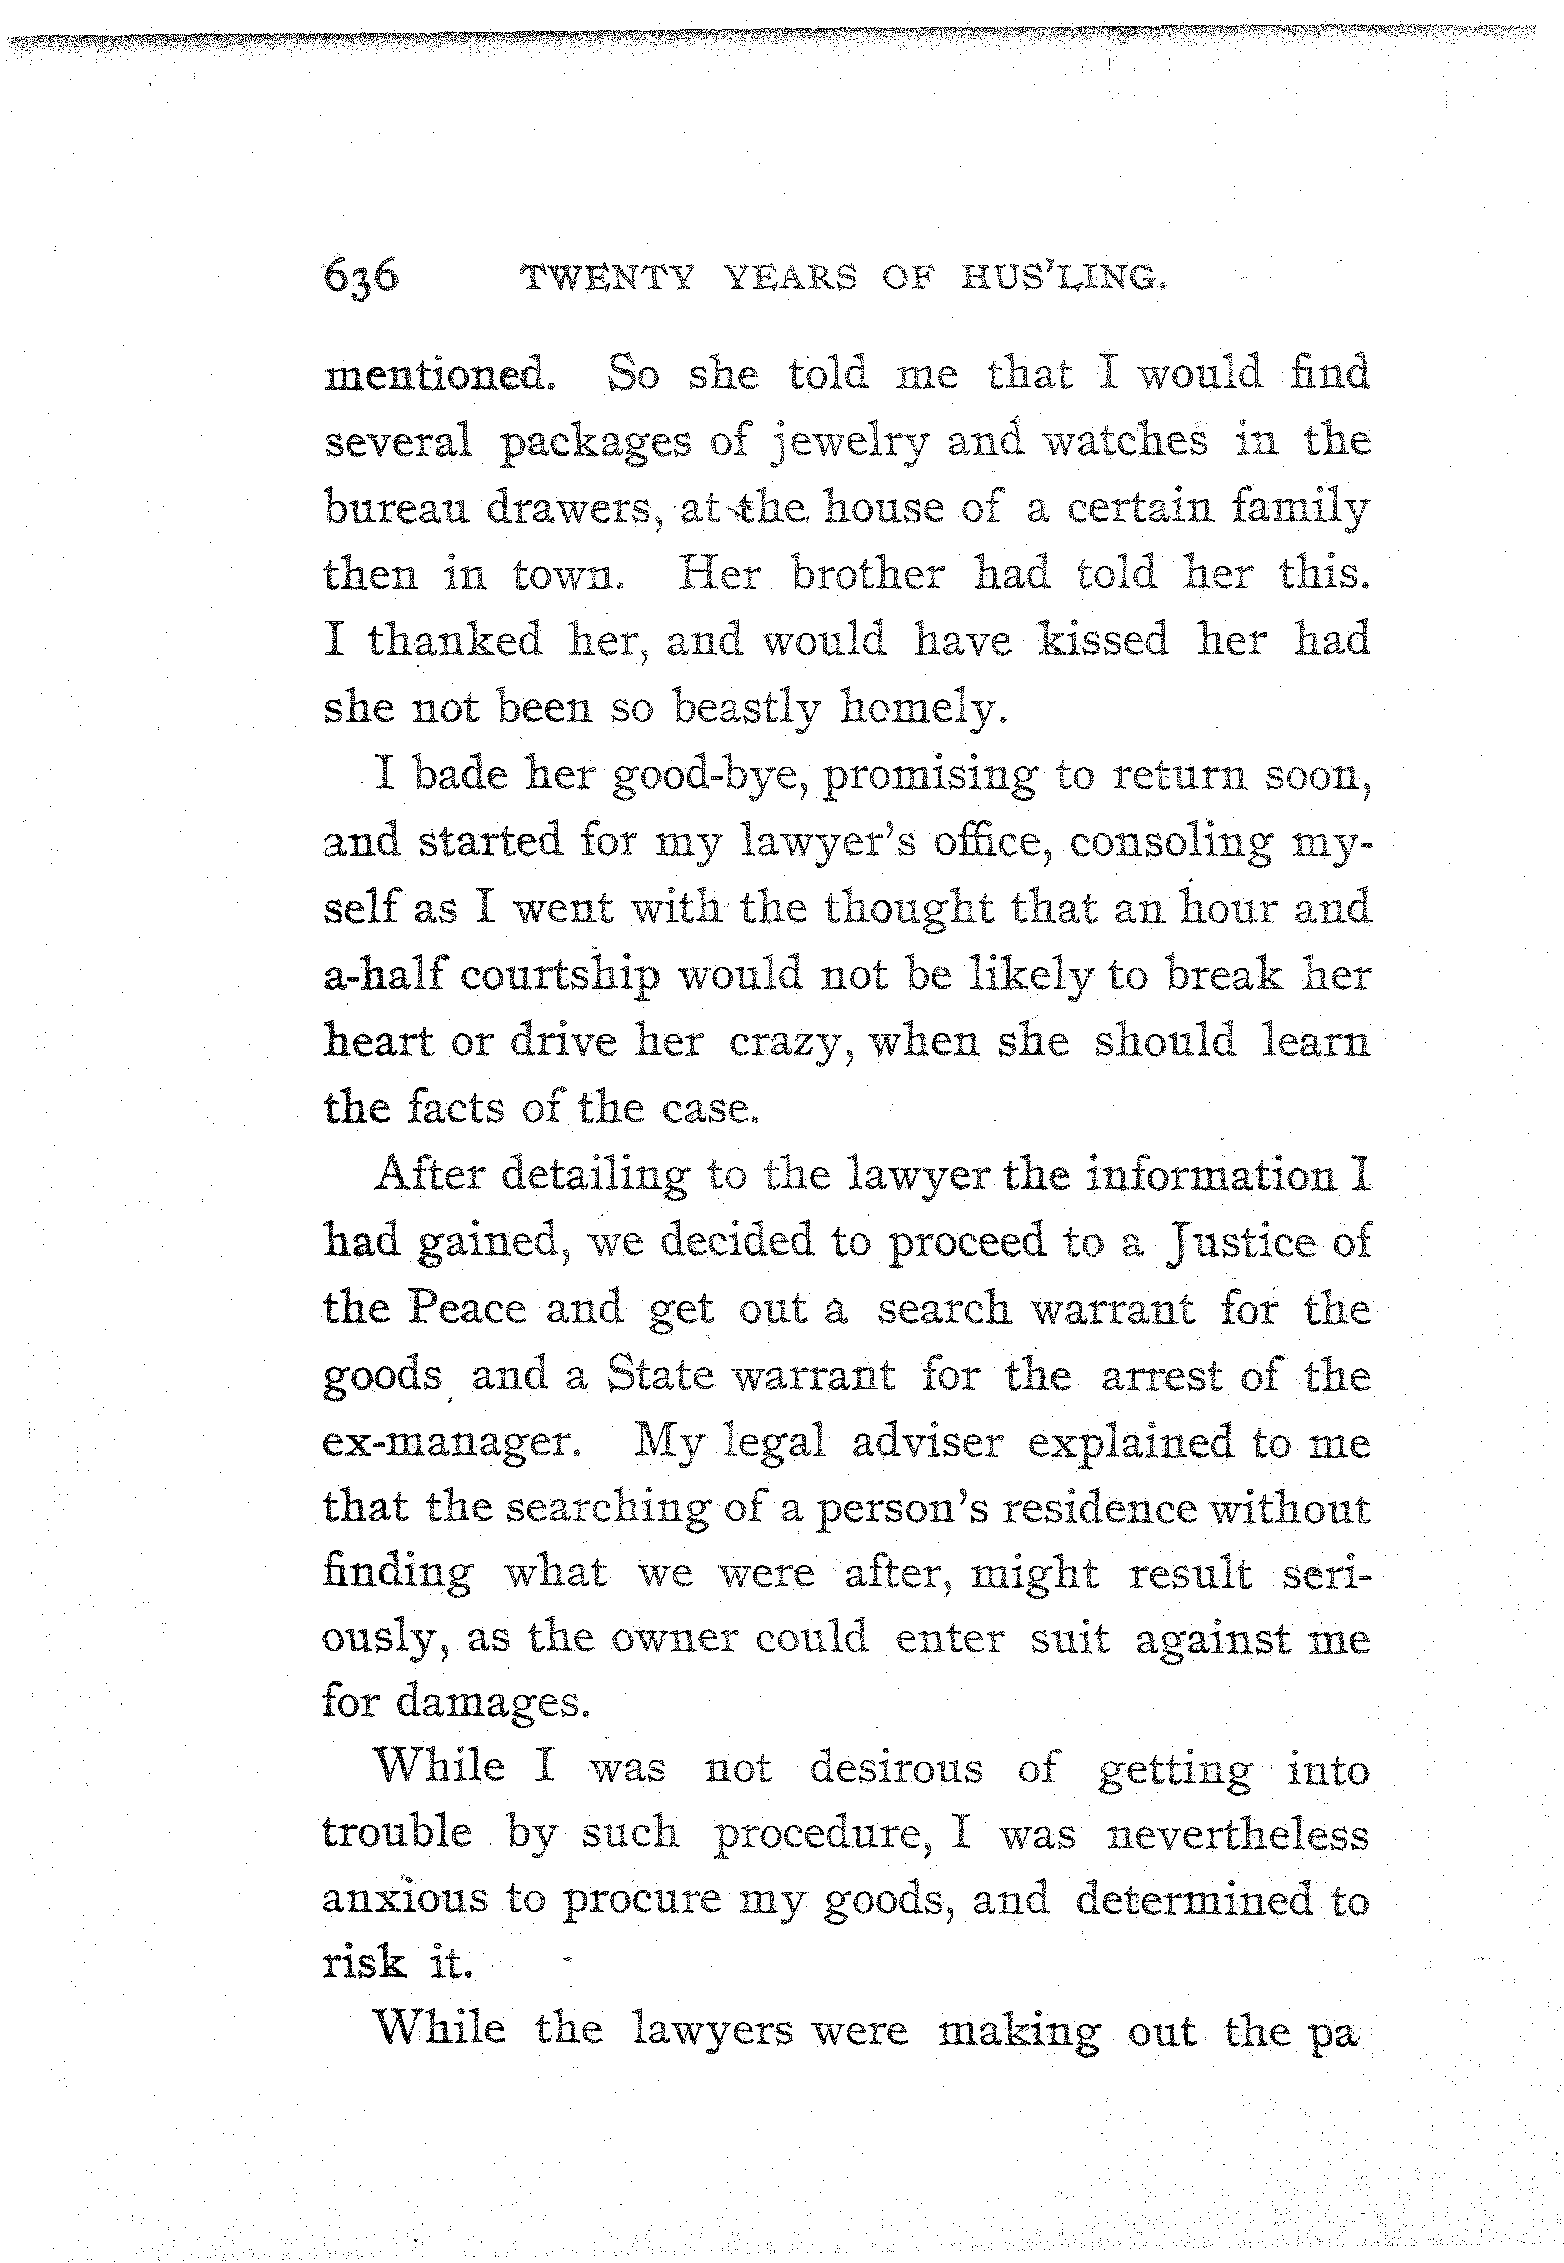 636 TWENTY YEARS OF HUS'LING.
mentioned. So she told me that I would find
several packages of jewelry and watches in the
bureau drawers, at the house of a certain family
then in town. Her brother had told her this.
I thanked her, and would have kissed her had
she not been so beastly homely.
I bade her good-bye, promising to return soon,
and started for my lawyer's office, consoling my-
self as I went with the thought that an hour and
a-half courtship would not be likely to break her
heart or drive her crazy, when she should learn
the facts of the case.
After detailing to the lawyer the information I
had gained, we decided to proceed to a Justice of
the Peace and get out a search warrant for the
goods, and a State warrant for the arrest of the
ex-manager. My legal adviser explained to me
that the searching of a person's residence without
finding what we were after, might result seri-
ously, as the owner could enter suit against me
for damages.
While I was not desirous of getting into
trouble by such procedure, I was nevertheless
anxious to procure my goods, and determined to
risk it.
While the lawyers were making out the pa